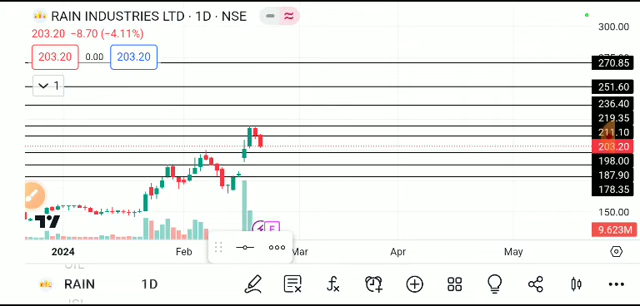 RAIN INDUSTRIES LTD · 1D · NSE
203.20 −8.70 (−4.11%)
203.20 0.00 203.20
1
300.00
270.85
251.60
236.40
219.35
211.10
203.20
198.00
187.90
178.35
150.00
9.623M
E
2024 Feb Mar Apr May
RAIN 1D